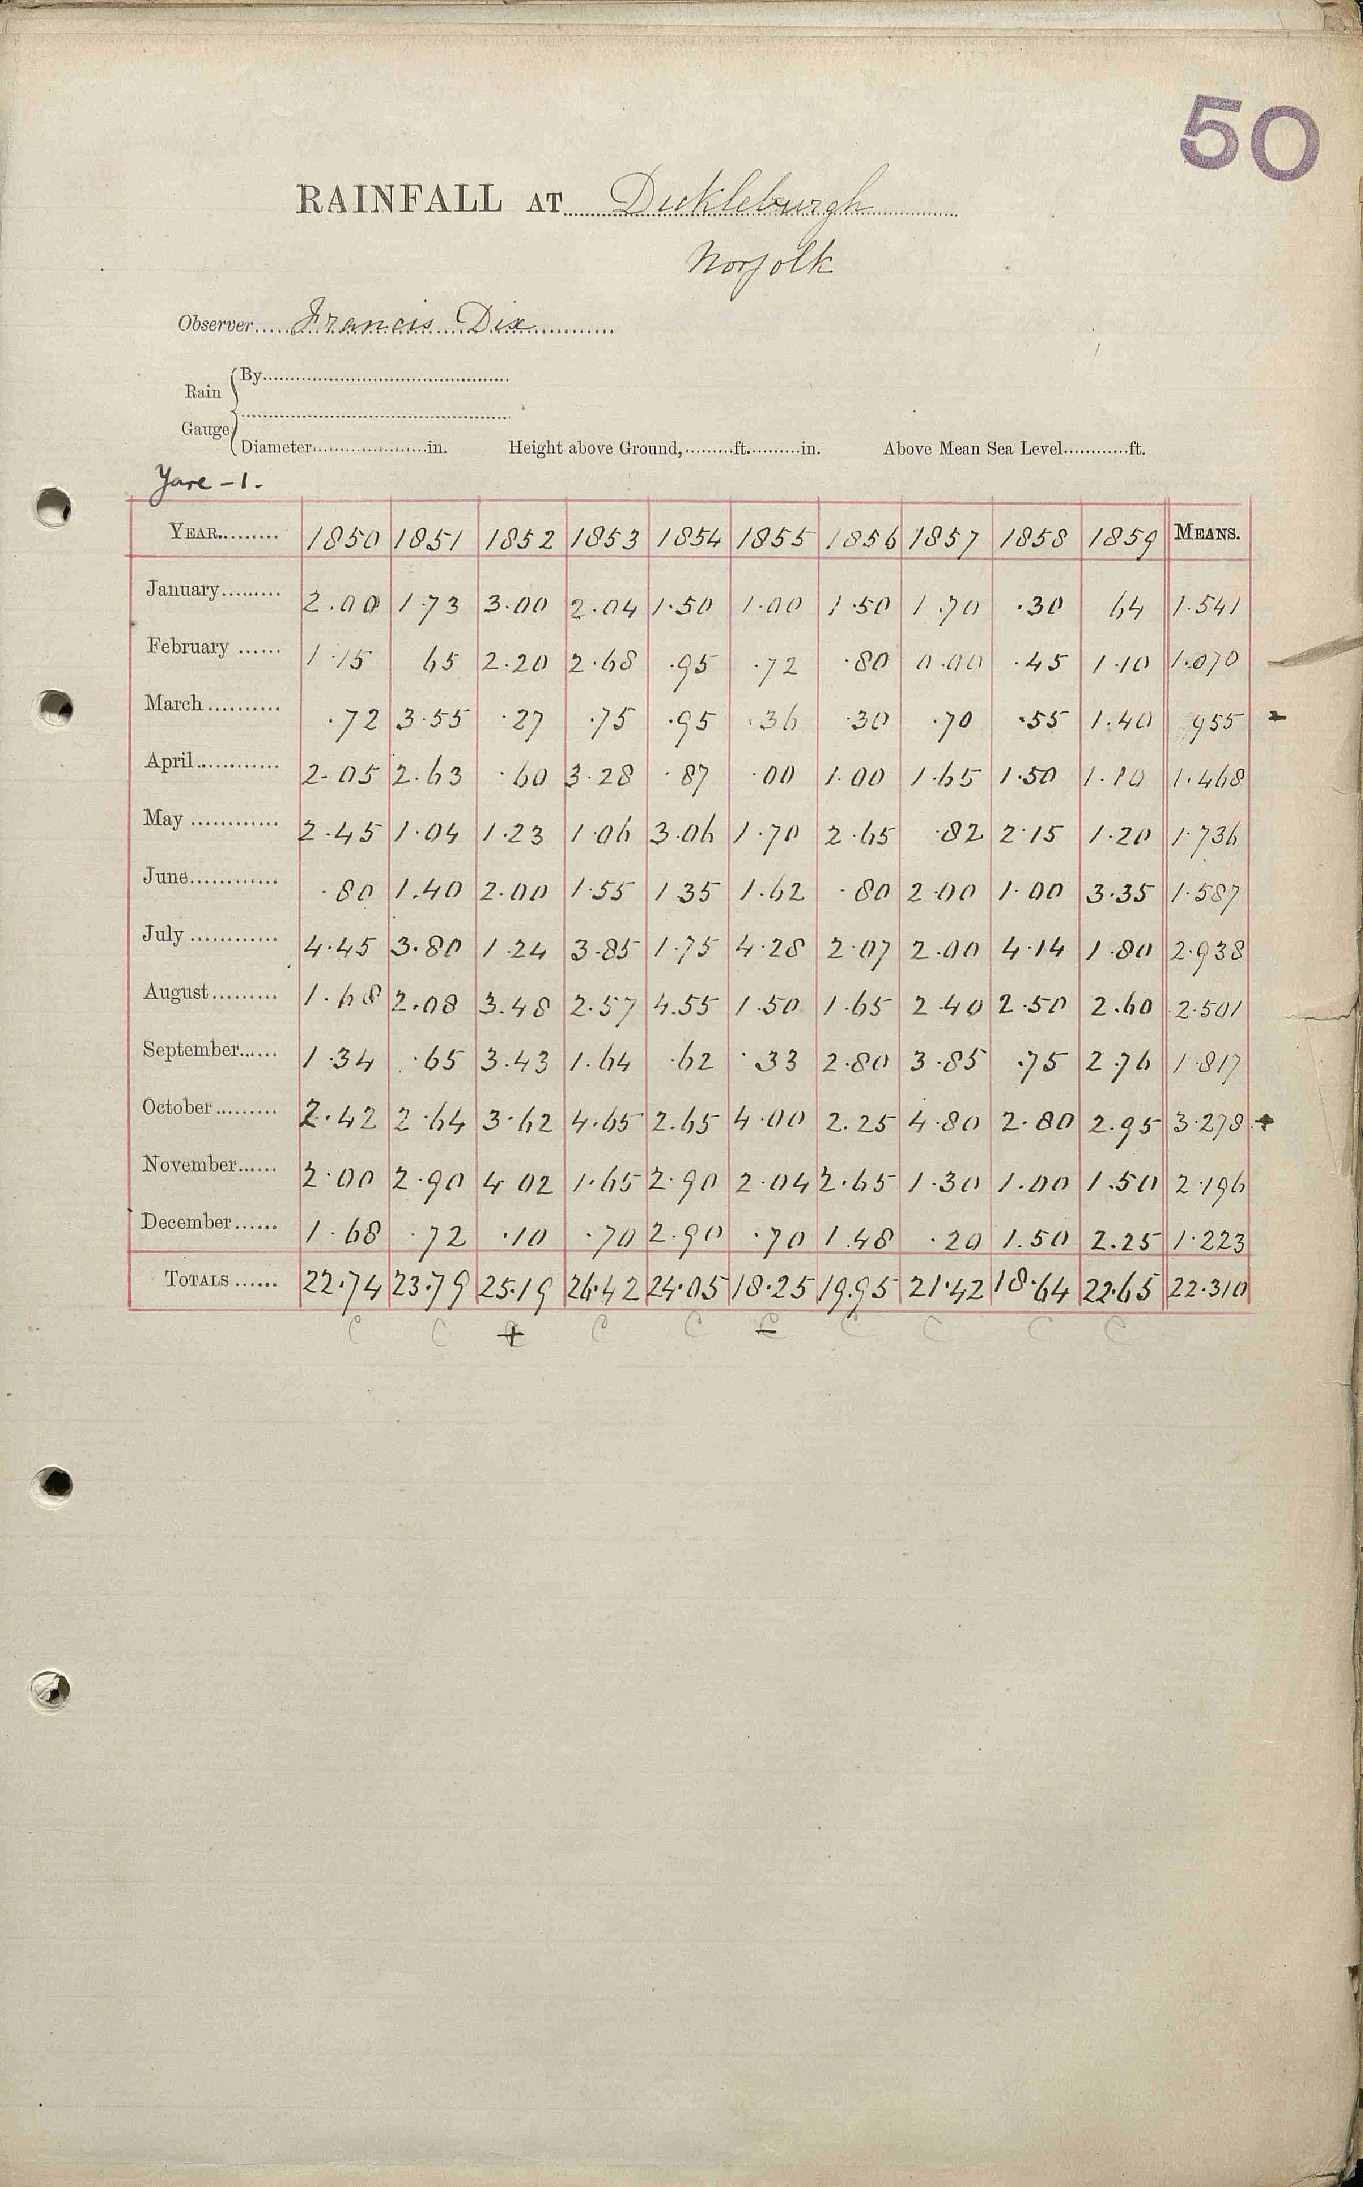 50
RAINFALL AT Dickleburgh
Norfolk
Observer Francis Dix
Rain Gauge
By
Diameter in. Height above Ground, ft. in. Above Mean Sea Level ft.
Yare - 1.
YEAR 1850 1851 1852 1853 1854 1855 1856 1857 1858 1859 MEANS.
January 2.00 1.73 3.00 2.04 1.50 1.00 1.50 1.70 .30 64 1.541
February 1.15 65 2.20 2.68 .95 .72 .80 0.00 .45 1.10 1.070
March .72 3.55 .27 .75 .95 .36 .30 .70 .55 1.40 955 -
April 2.05 2.63 .60 3.28 .87 .00 1.00 1.65 1.50 1.10 1.468
May 2.45 1.04 1.23 1.06 3.06 1.70 2.65 .82 2.15 1.20 1.736
June .80 1.40 2.00 1.55 1.35 1.62 .80 2.00 1.00 3.35 1.587
July 4.45 3.80 1.24 3.85 1.75 4.28 2.07 2.00 4.14 1.80 2.938
August 1.68 2.08 3.48 2.57 4.55 1.50 1.65 2.40 2.50 2.60 2.501
September 1.34 .65 3.43 1.64 .62 .33 2.80 3.85 .75 2.76 1.817
October 2.42 2.64 3.62 4.65 2.65 4.00 2.25 4.80 2.80 2.95 3.278 +
November 2.00 2.90 4.02 1.65 2.90 2.04 2.65 1.30 1.00 1.50 2.196
December 1.68 .72 .10 .70 2.90 .70 1.48 .20 1.50 2.25 1.223
TOTALS 22.74 23.79 25.19 26.42 24.05 18.25 19.95 21.42 18.64 22.65 22.310
C C + C C C - C C C C